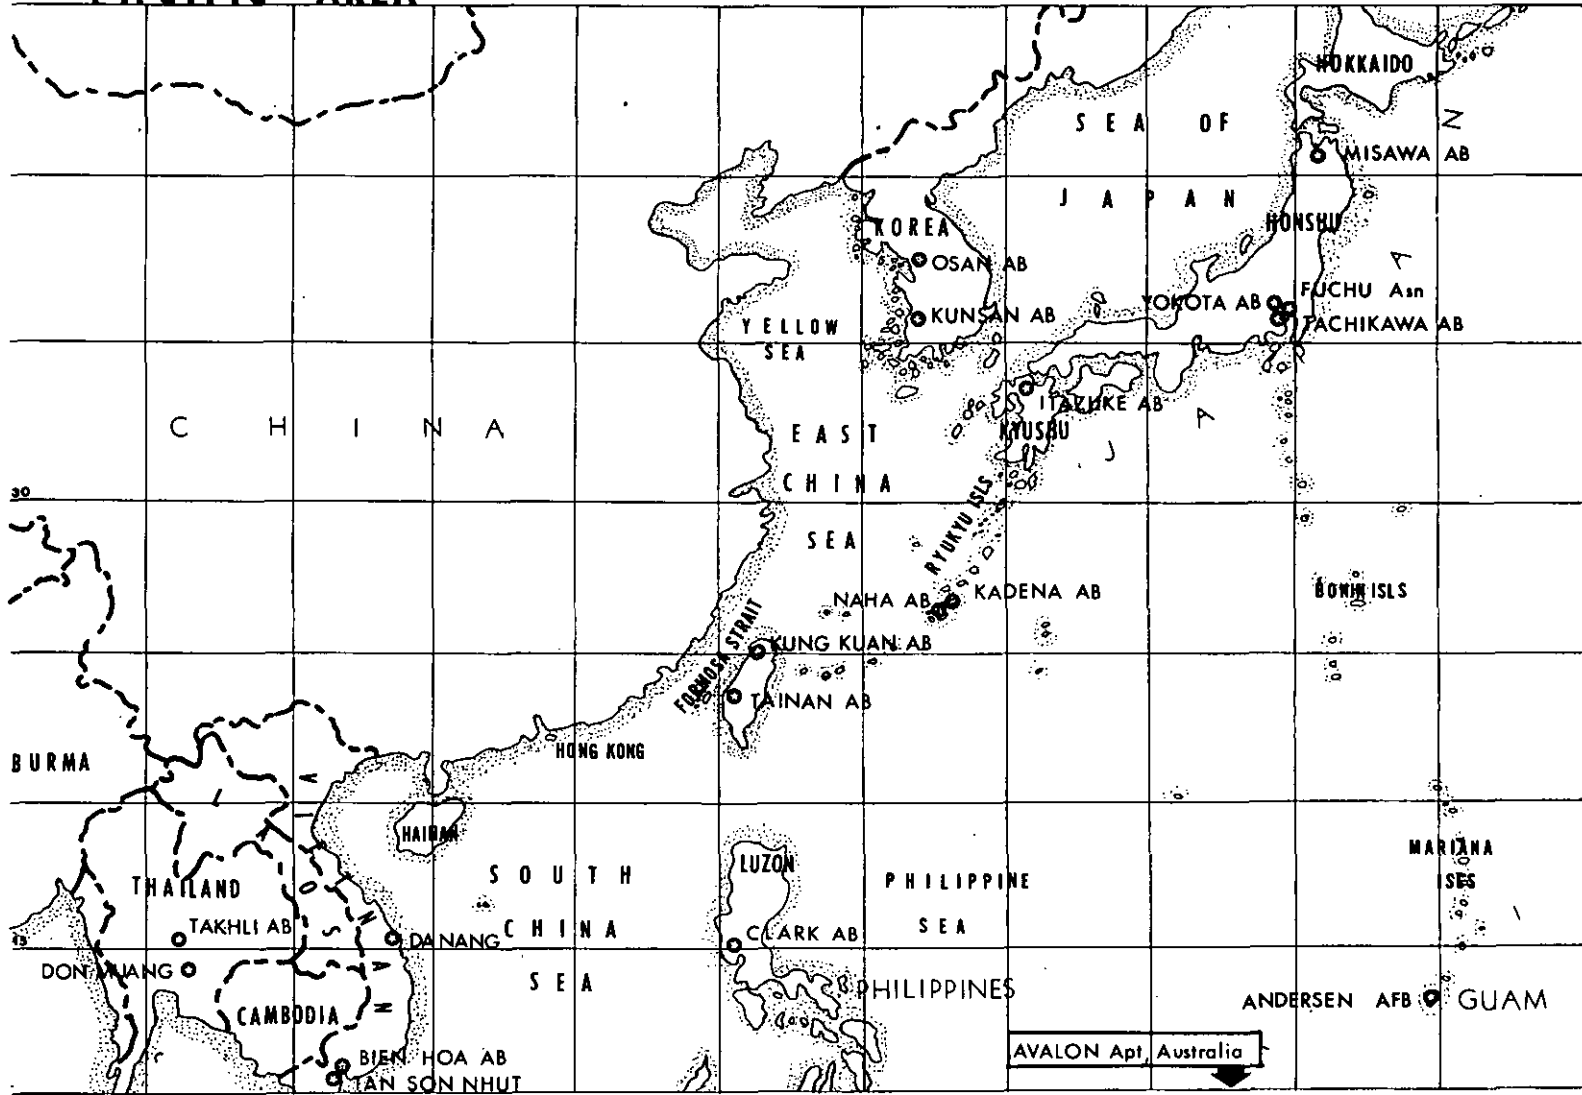 HOKKAIDO
SEA OF
JAPAN
MISAWA AB
HONSHU
KOREA
OSAN AB
KUNSAN AB
YOKOTA AB
FUCHU Asn
TACHIKAWA AB
YELLOW
SEA
ITAZUKE AB
KYUSHU
JAPAN
CHINA
EAST
CHINA
SEA
30
RYUKYU ISLS
NAHA AB
KADENA AB
BONIN ISLS
FORMOSA STRAIT
KUNG KUAN AB
TAINAN AB
HONG KONG
BURMA
LAOS
VIETNAM
HAINAN
THAILAND
TAKHLI AB
15
DON MUANG
DA NANG
CAMBODIA
BIEN HOA AB
TAN SON NHUT
SOUTH
CHINA
SEA
LUZON
CLARK AB
PHILIPPINES
PHILIPPINE
SEA
MARIANA
ISLS
ANDERSEN AFB
GUAM
AVALON Apt, Australia